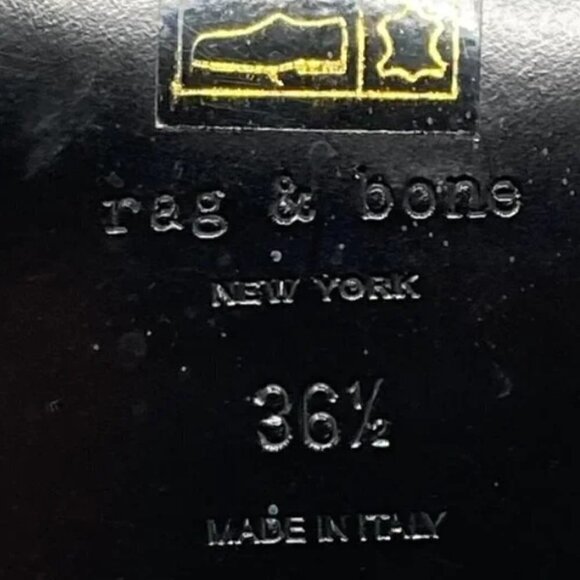 rag & bone
NEW YORK
36½
MADE IN ITALY